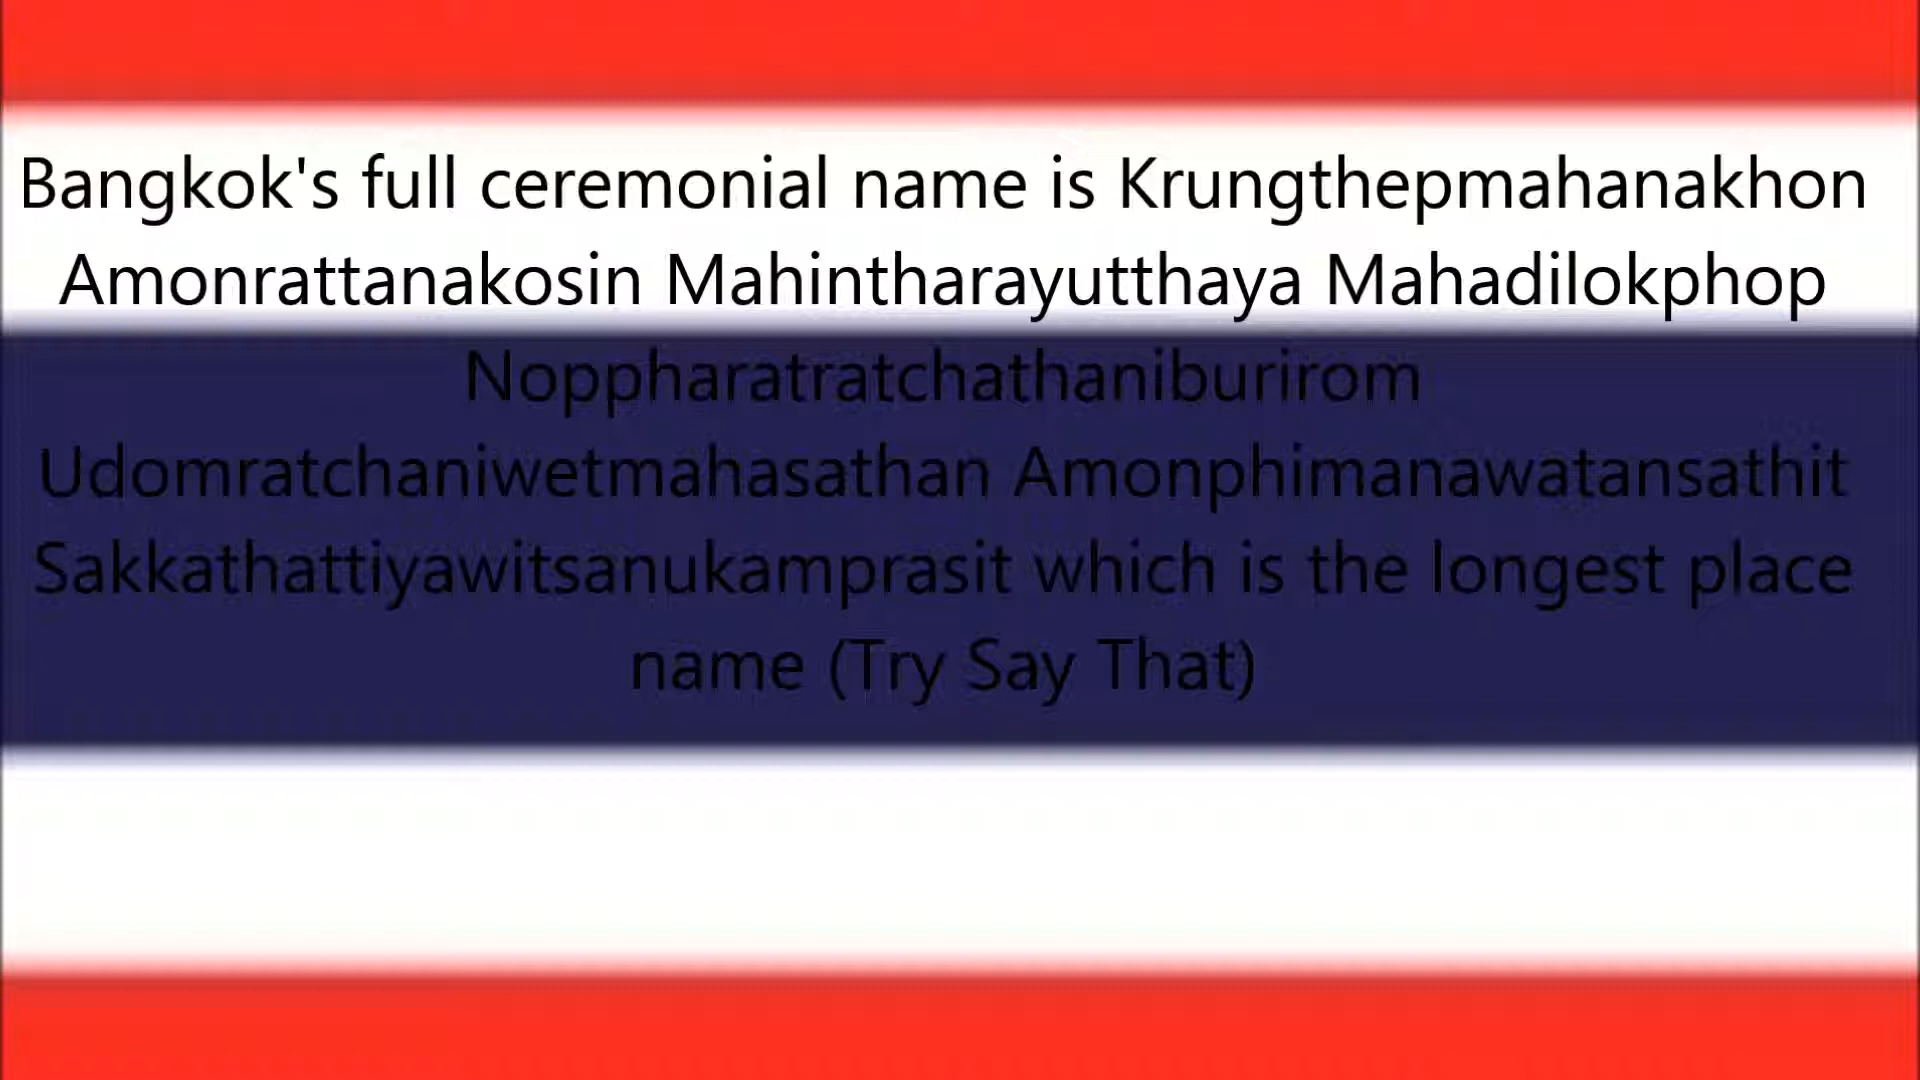 Bangkok's full ceremonial name is Krungthepmahanakhon
Amonrattanakosin Mahintharayutthaya Mahadilokphop
Noppharatratchathaniburirom
Udomratchaniwetmahasathan Amonphimanawatansathit
Sakkathattiyawitsanukamprasit which is the longest place
name (Try Say That)